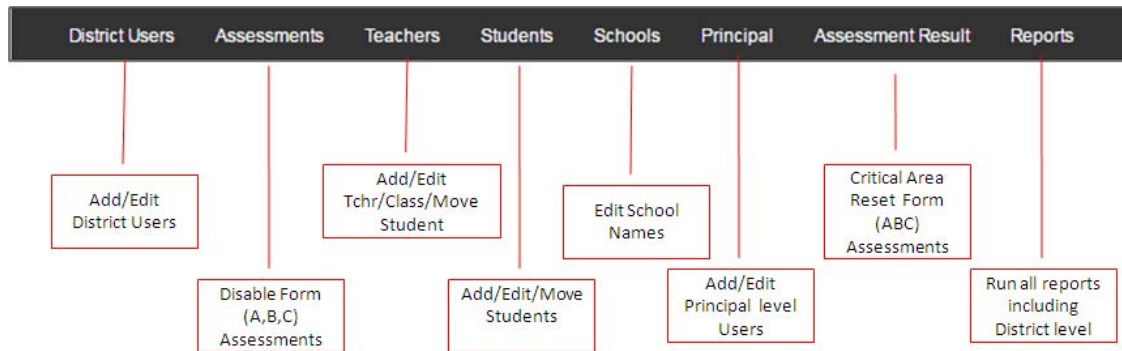 District Users Assessments Teachers Students Schools Principal Assessment Result Reports
Add/Edit
District Users
Disable Form
(A,B,C)
Assessments
Add/Edit
Tchr/Class/Move
Student
Add/Edit/Move
Students
Edit School
Names
Add/Edit
Principal level
Users
Critical Area
Reset Form
(ABC)
Assessments
Run all reports
including
District level